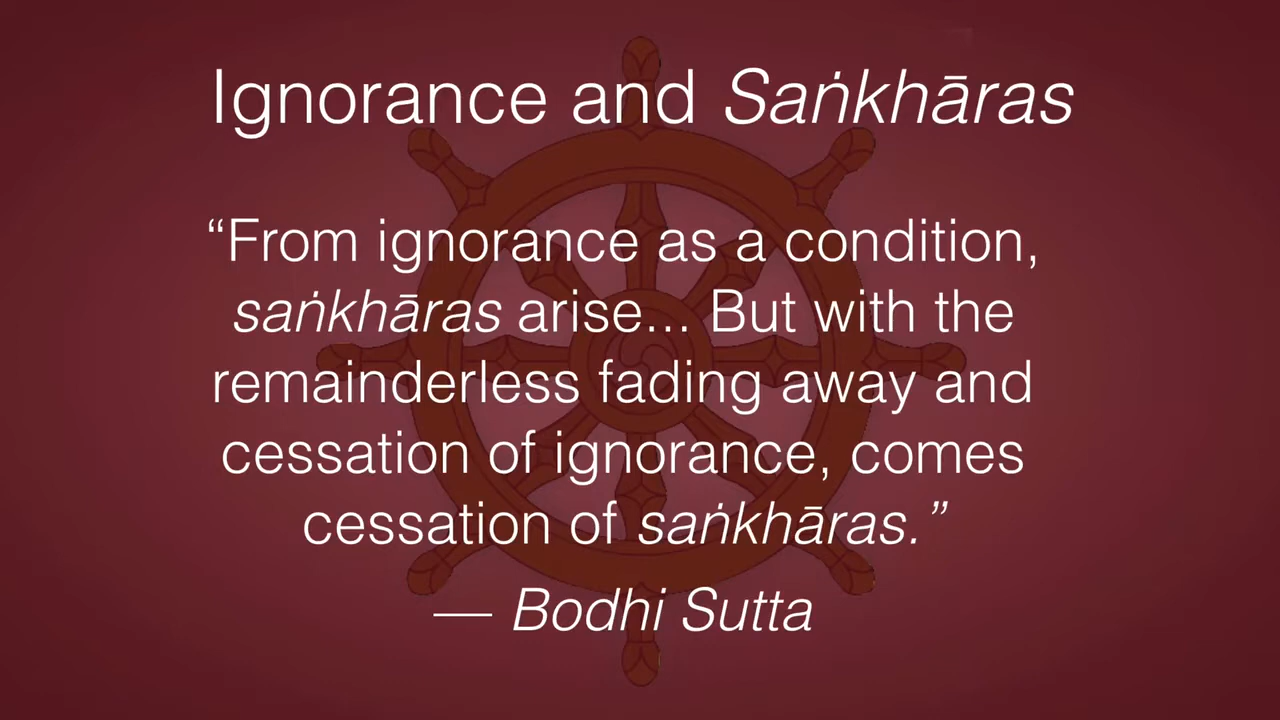 Ignorance and Saṅkhāras
“From ignorance as a condition,
saṅkhāras arise... But with the
remainderless fading away and
cessation of ignorance, comes
cessation of saṅkhāras.”
— Bodhi Sutta